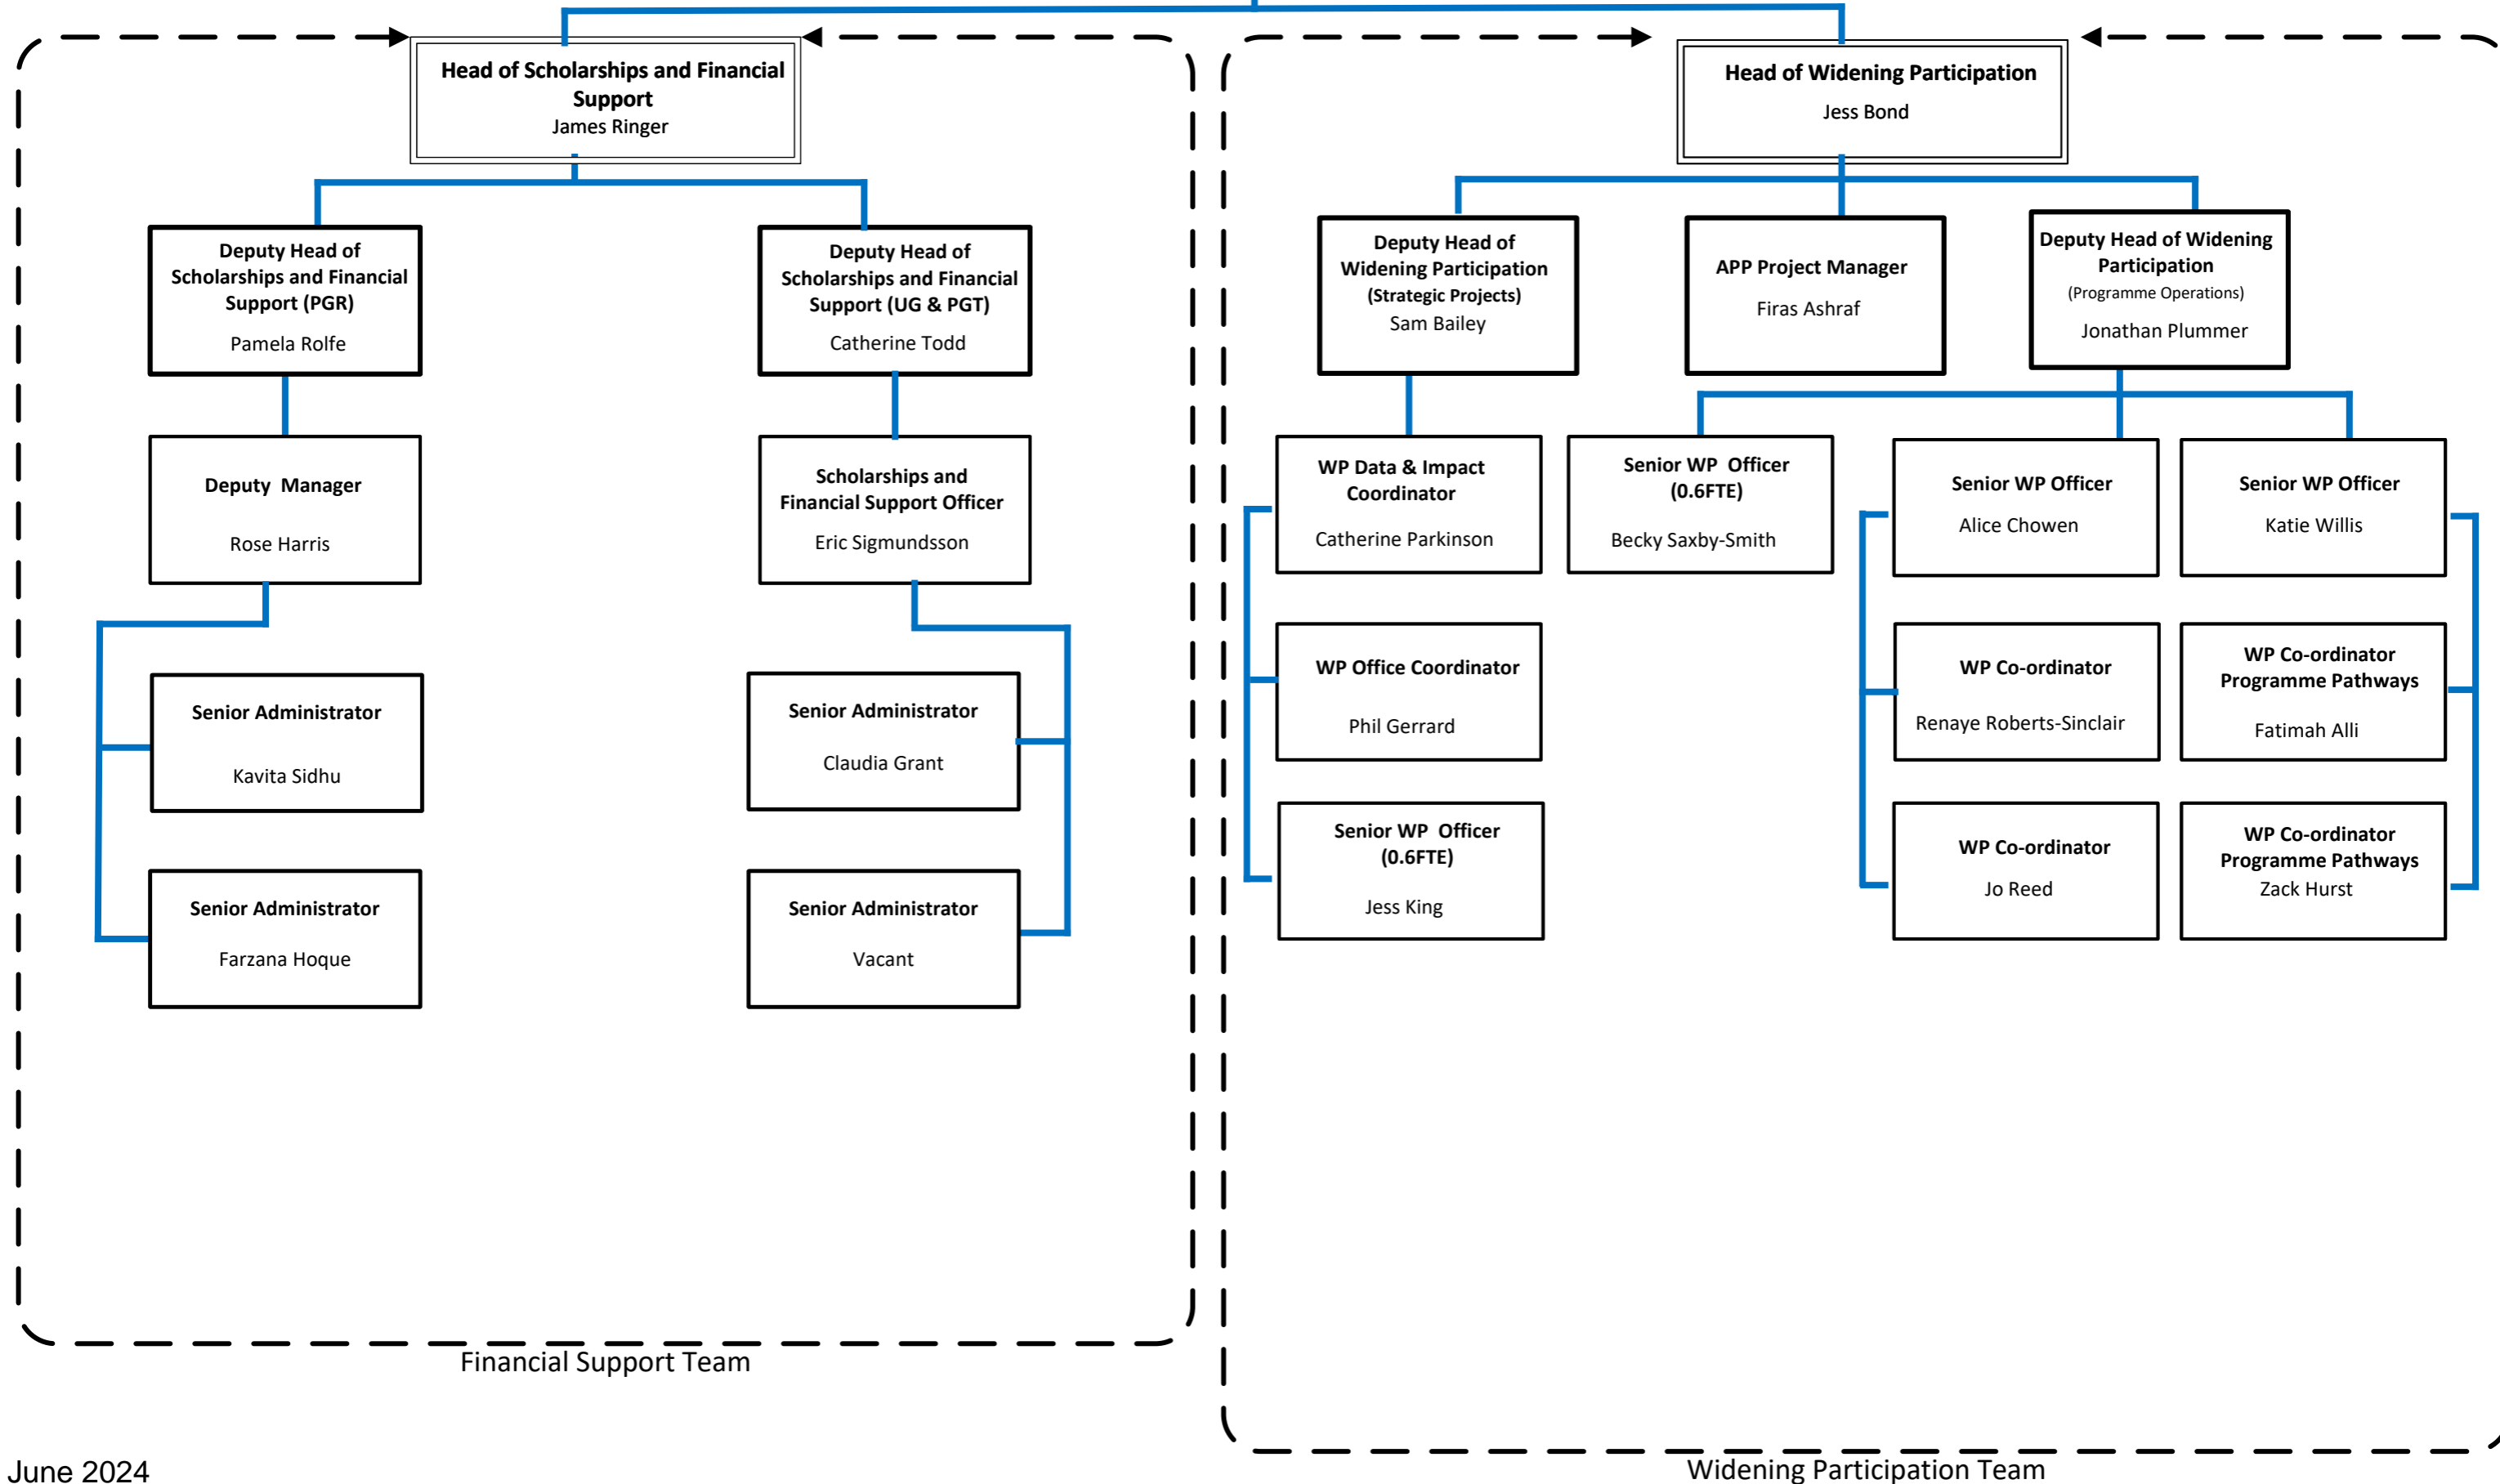 Head of Scholarships and Financial
Support
James Ringer
Head of Widening Participation
Jess Bond
Deputy Head of
Scholarships and Financial
Support (PGR)
Pamela Rolfe
Deputy Head of
Scholarships and Financial
Support (UG & PGT)
Catherine Todd
Deputy Head of
Widening Participation
(Strategic Projects)
Sam Bailey
APP Project Manager
Firas Ashraf
Deputy Head of Widening
Participation
(Programme Operations)
Jonathan Plummer
Deputy Manager
Rose Harris
Scholarships and
Financial Support Officer
Eric Sigmundsson
WP Data & Impact
Coordinator
Catherine Parkinson
Senior WP Officer
(0.6FTE)
Becky Saxby-Smith
Senior WP Officer
Alice Chowen
Senior WP Officer
Katie Willis
Senior Administrator
Kavita Sidhu
Senior Administrator
Claudia Grant
WP Office Coordinator
Phil Gerrard
WP Co-ordinator
Renaye Roberts-Sinclair
WP Co-ordinator
Programme Pathways
Fatimah Alli
Senior Administrator
Farzana Hoque
Senior Administrator
Vacant
Senior WP Officer
(0.6FTE)
Jess King
WP Co-ordinator
Jo Reed
WP Co-ordinator
Programme Pathways
Zack Hurst
Financial Support Team
June 2024
Widening Participation Team